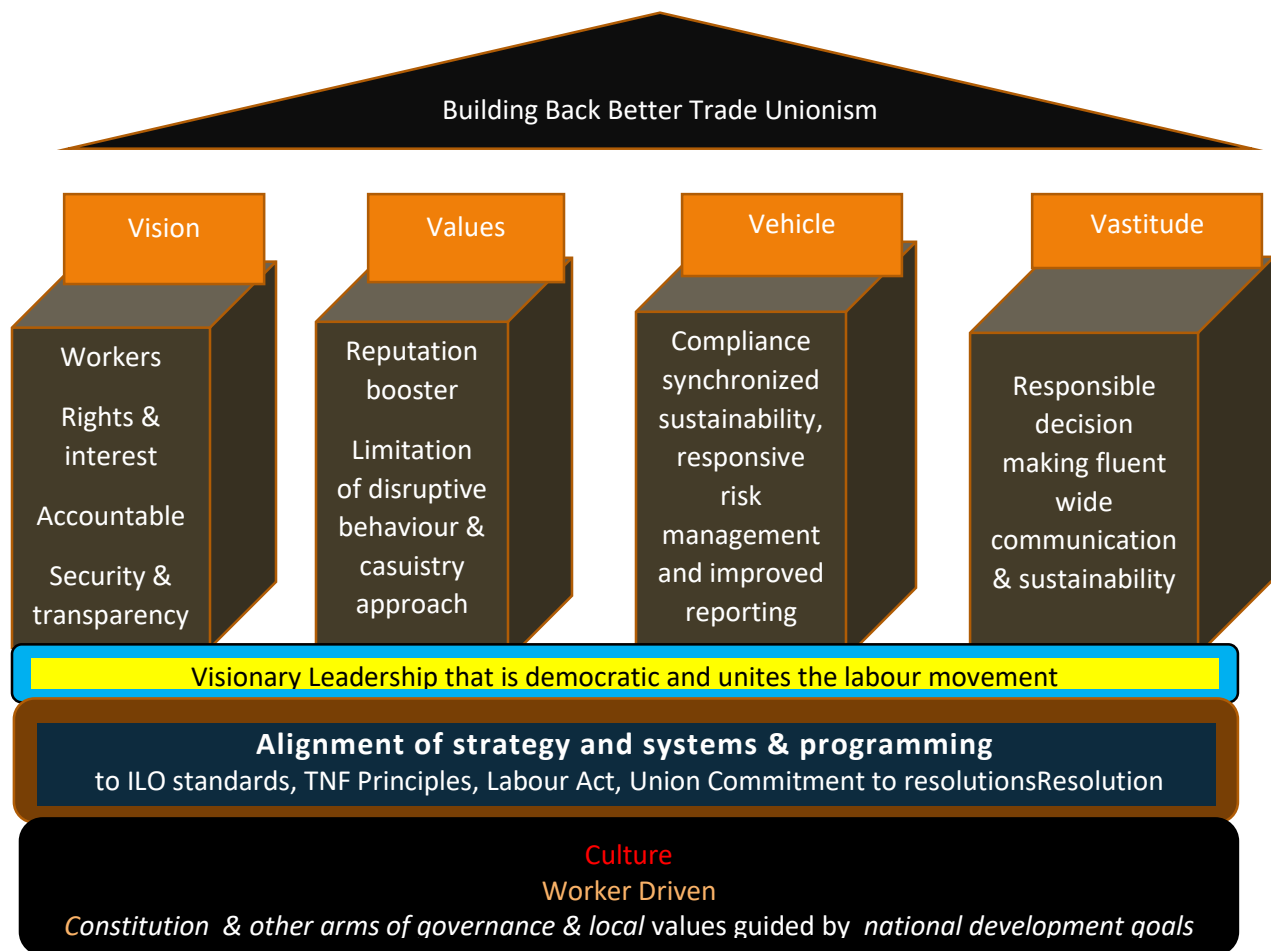 Building Back Better Trade Unionism
Vision
Values
Vehicle
Vastitude
Workers
Rights &
interest
Accountable
Security &
transparency
Reputation
booster
Limitation
of disruptive
behaviour &
casuistry
approach
Compliance
synchronized
sustainability,
responsive
risk
management
and improved
reporting
Responsible
decision
making fluent
wide
communication
& sustainability
Visionary Leadership that is democratic and unites the labour movement
Alignment of strategy and systems & programming
to ILO standards, TNF Principles, Labour Act, Union Commitment to resolutionsResolution
Culture
Worker Driven
Constitution & other arms of governance & local values guided by national development goals